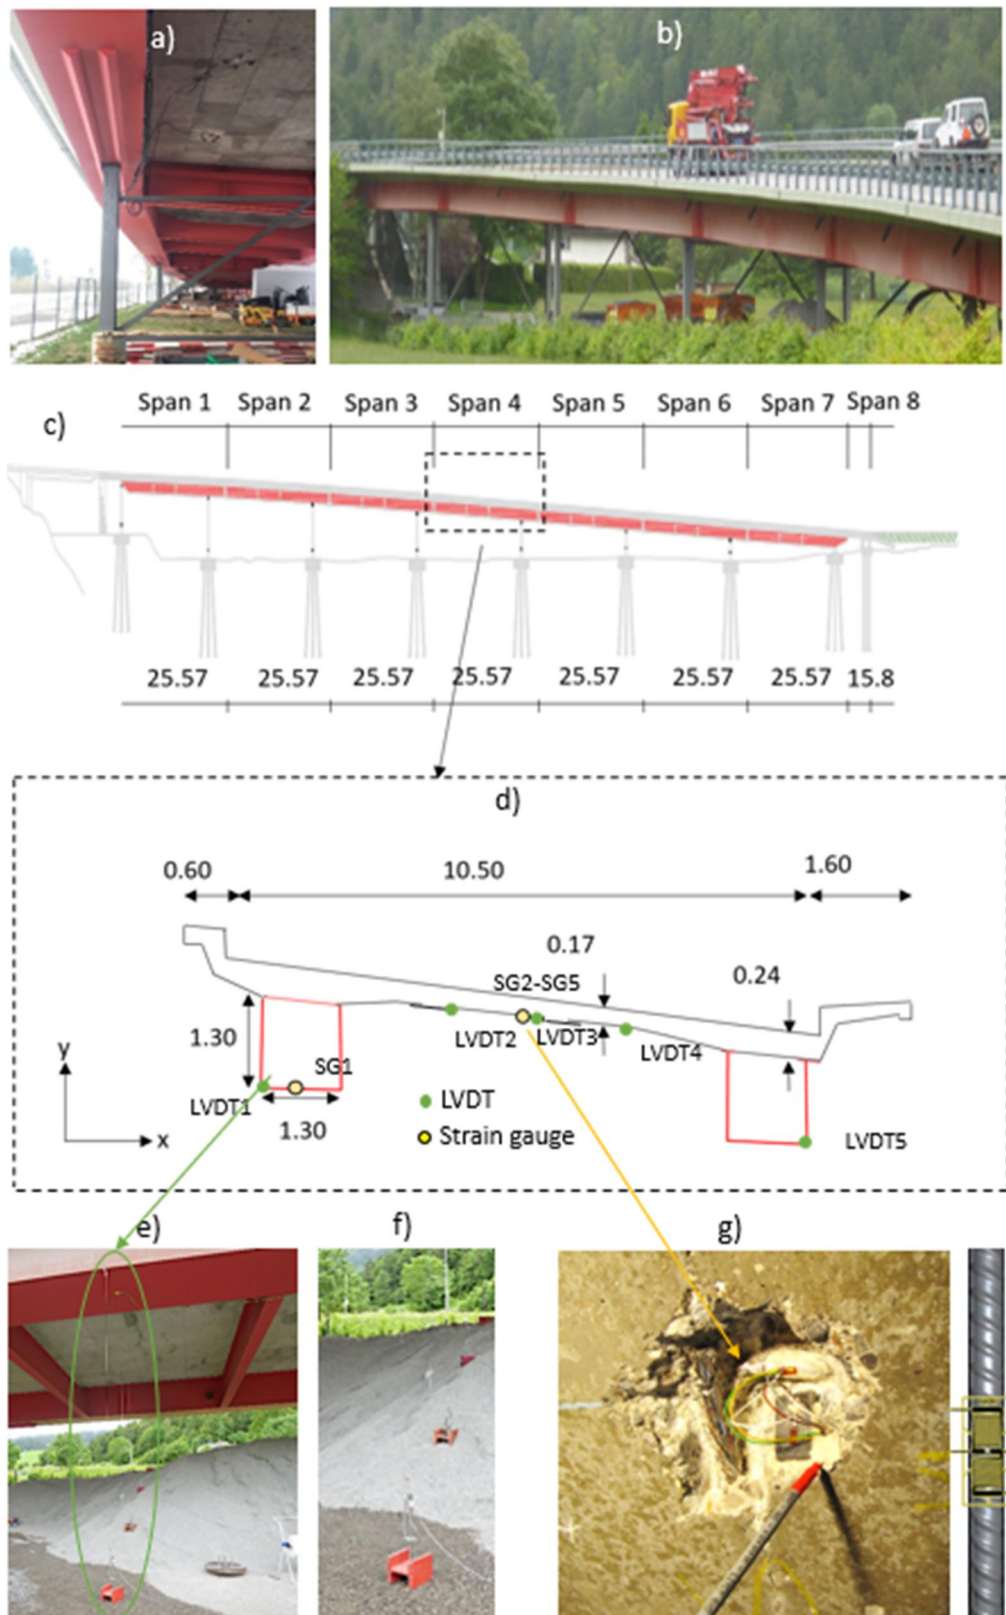 a)
b)
c)
Span 1 Span 2 Span 3 Span 4 Span 5 Span 6 Span 7 Span 8
25.57 25.57 25.57 25.57 25.57 25.57 25.57 15.8
d)
0.60 10.50 1.60
0.17
0.24
SG2-SG5
1.30
LVDT2 LVDT3
LVDT4
SG1
LVDT1
1.30
y
x
LVDT
Strain gauge
LVDT5
e)
f)
g)